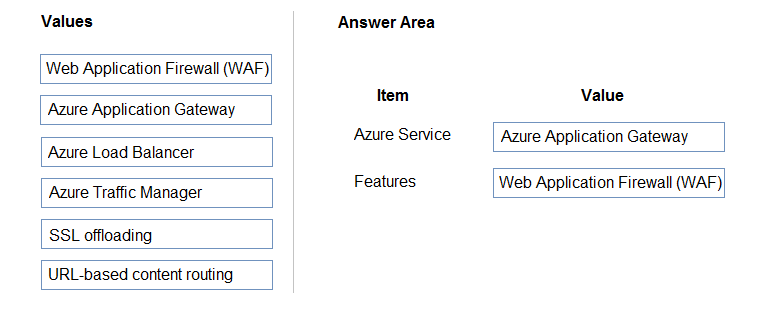 Values
Web Application Firewall (WAF)
Azure Application Gateway
Azure Load Balancer
Azure Traffic Manager
SSL offloading
URL-based content routing
Answer Area
Item Value
Azure Service Azure Application Gateway
Features Web Application Firewall (WAF)